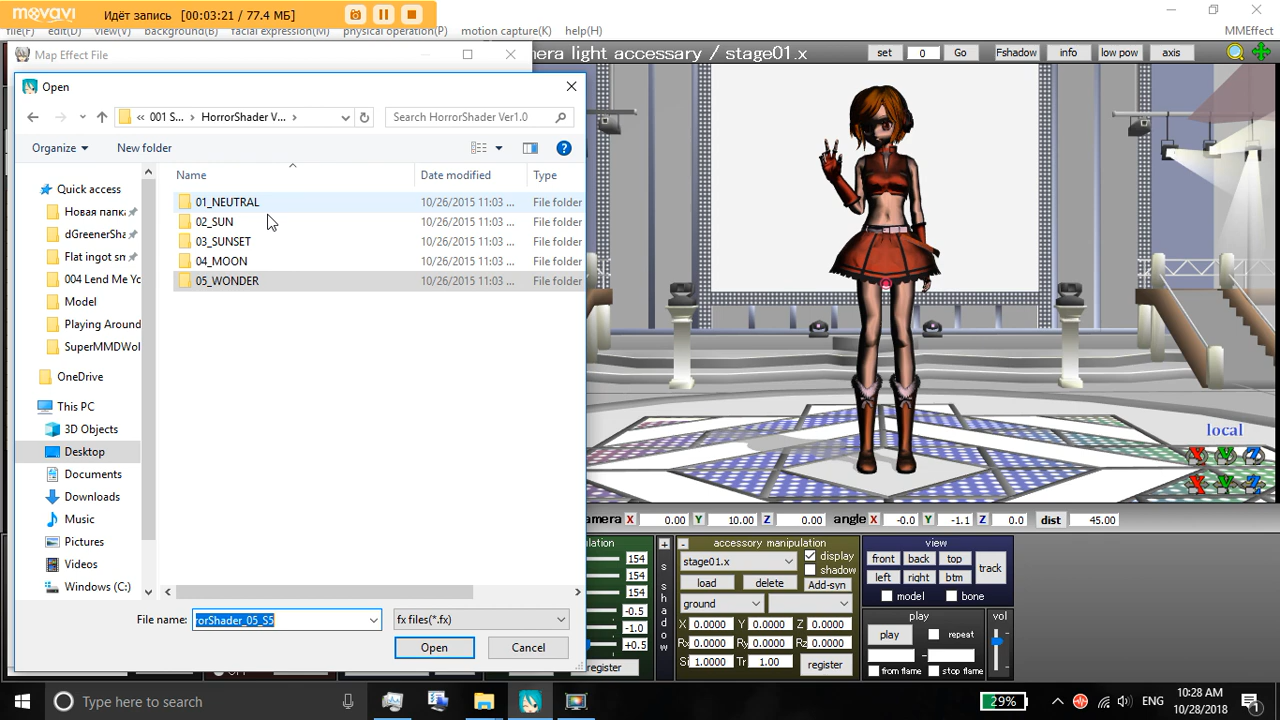 movavi Идёт запись [00:03:21 / 77.4 МБ]
file(F) edit(D) view(V) background(B) facial expression(M) physical operation(P) motion capture(K) help(H) MMEffect
Map Effect File
mera light accessary / stage01.x set 0 Go Fshadow info low pow axis
Open
« 001 S... › HorrorShader V... › Search HorrorShader Ver1.0
Organize New folder
Name Date modified Type
Quick access
Новая папка
dGreenerSha
Flat ingot sm
004 Lend Me Yo
Model
Playing Around
SuperMMDWol
OneDrive
This PC
3D Objects
Desktop
Documents
Downloads
Music
Pictures
Videos
Windows (C:)
01_NEUTRAL 10/26/2015 11:03 ... File folder
02_SUN 10/26/2015 11:03 ... File folder
03_SUNSET 10/26/2015 11:03 ... File folder
04_MOON 10/26/2015 11:03 ... File folder
05_WONDER 10/26/2015 11:03 ... File folder
File name: rorShader_05_S5 fx files(*.fx)
Open Cancel
local
X Y Z
X Y Z
amera X 0.00 Y 10.00 Z 0.00 angle X -0.0 Y -1.1 Z 0.0 dist 45.00
lation
154
154
154
-0.5
-1.0
+0.5
register
+
s shadow
- accessory manipulation
stage01.x display
shadow
load delete Add-syn
ground
X 0.0000 Y 0.0000 Z 0.0000
Rx 0.0000 Ry 0.0000 Rz 0.0000
Si 1.0000 Tr 1.00 register
view
front back top track
left right btm
model bone
play vol
play repeat
-
from flame stop flame
Type here to search
29% ENG 10:28 AM
10/28/2018
1